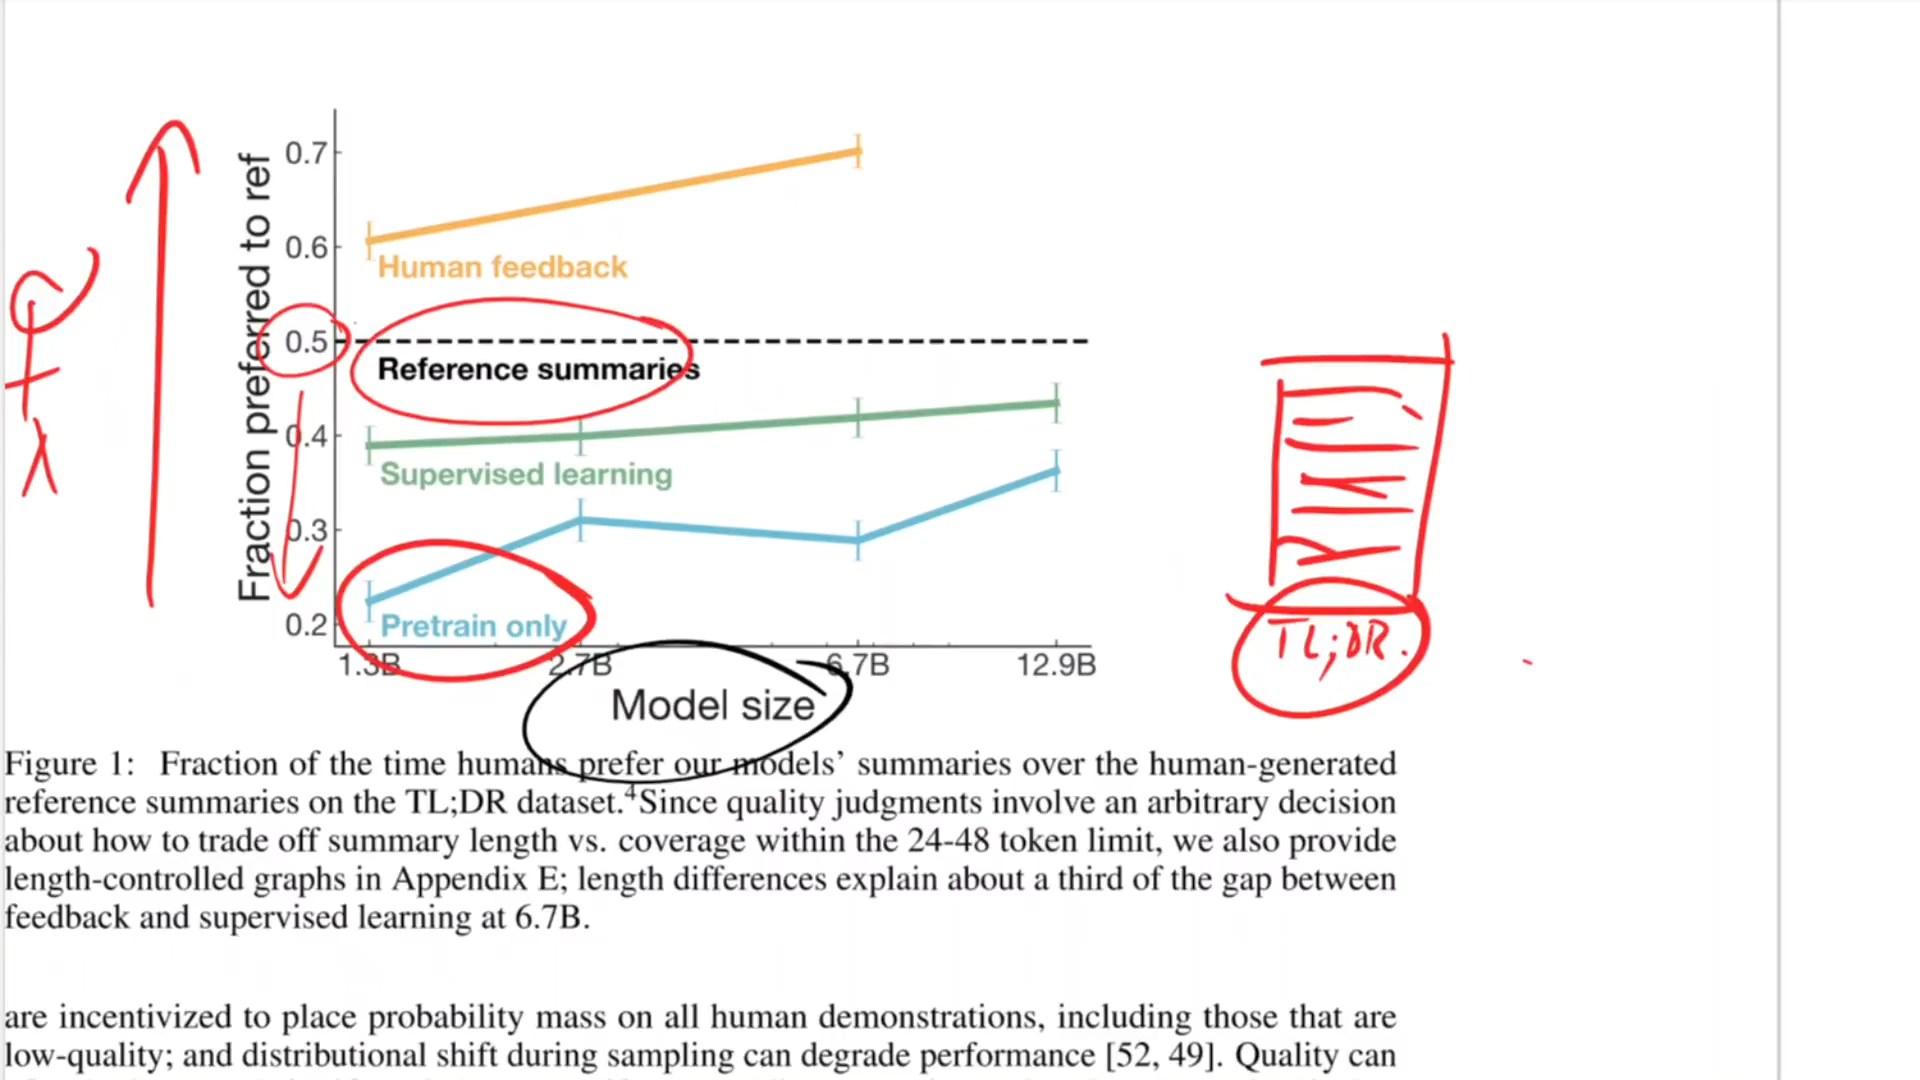 Fraction preferred to ref
0.7
0.6
Human feedback
0.5
Reference summaries
0.4
Supervised learning
0.3
0.2
Pretrain only
1.3B 2.7B 6.7B 12.9B
Model size
TL;DR.
Figure 1: Fraction of the time humans prefer our models’ summaries over the human-generated
reference summaries on the TL;DR dataset.⁴Since quality judgments involve an arbitrary decision
about how to trade off summary length vs. coverage within the 24-48 token limit, we also provide
length-controlled graphs in Appendix E; length differences explain about a third of the gap between
feedback and supervised learning at 6.7B.
are incentivized to place probability mass on all human demonstrations, including those that are
low-quality; and distributional shift during sampling can degrade performance [52, 49]. Quality can